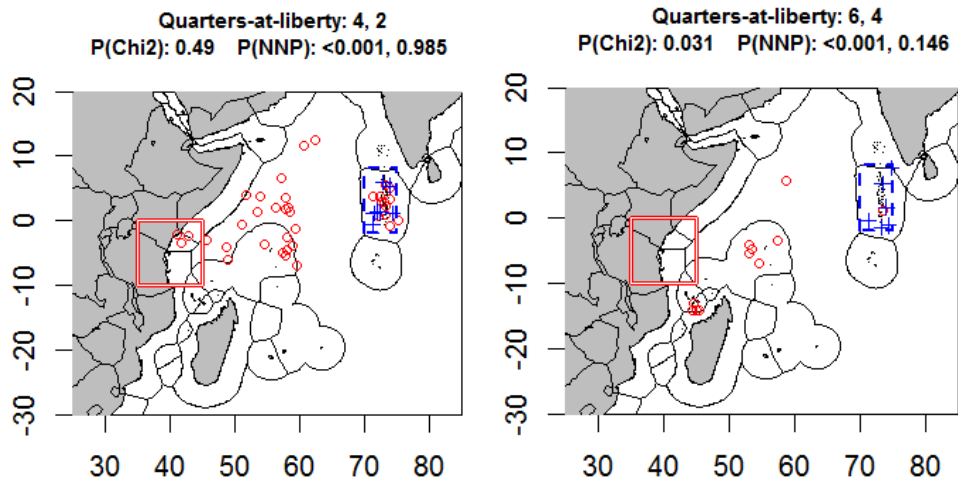 Quarters-at-liberty: 4, 2
P(Chi2): 0.49 P(NNP): <0.001, 0.985
20
10
0
-10
-20
-30
30 40 50 60 70 80
Quarters-at-liberty: 6, 4
P(Chi2): 0.031 P(NNP): <0.001, 0.146
20
10
0
-10
-20
-30
30 40 50 60 70 80